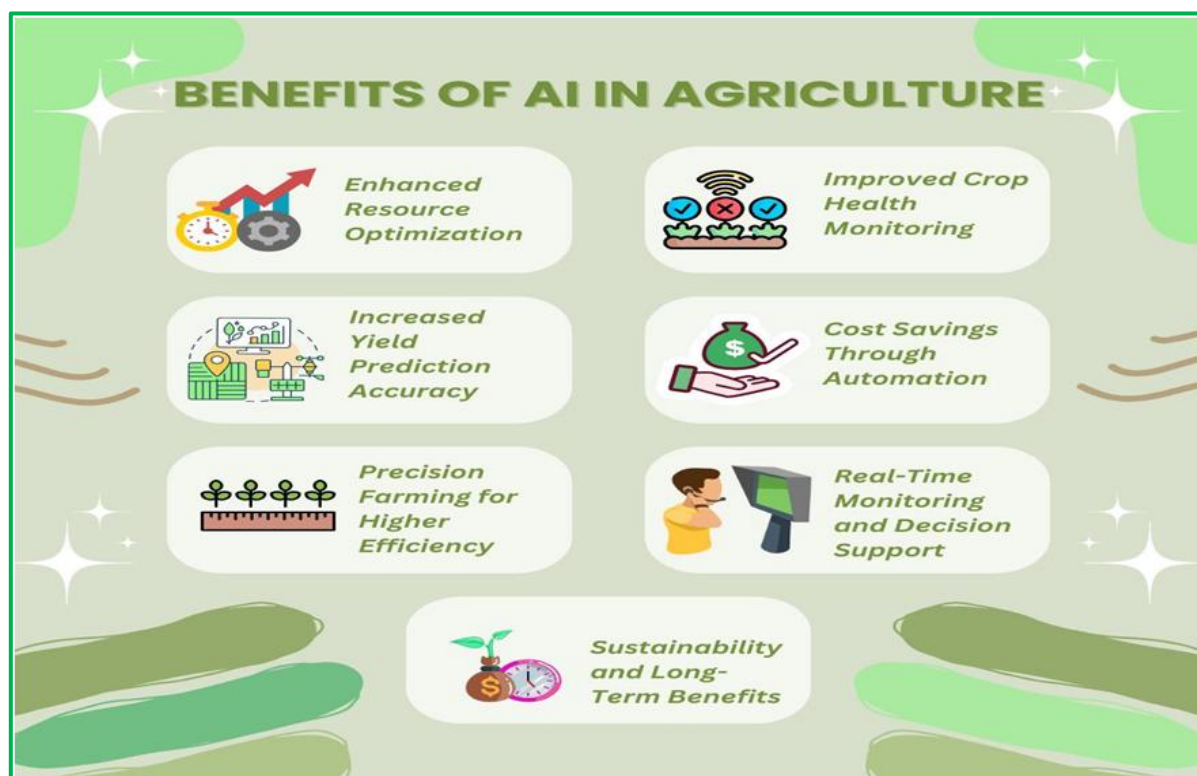 BENEFITS OF AI IN AGRICULTURE
Enhanced
Resource
Optimization
Improved Crop
Health
Monitoring
Increased
Yield
Prediction
Accuracy
Cost Savings
Through
Automation
Precision
Farming for
Higher
Efficiency
Real-Time
Monitoring
and Decision
Support
Sustainability
and Long-
Term Benefits